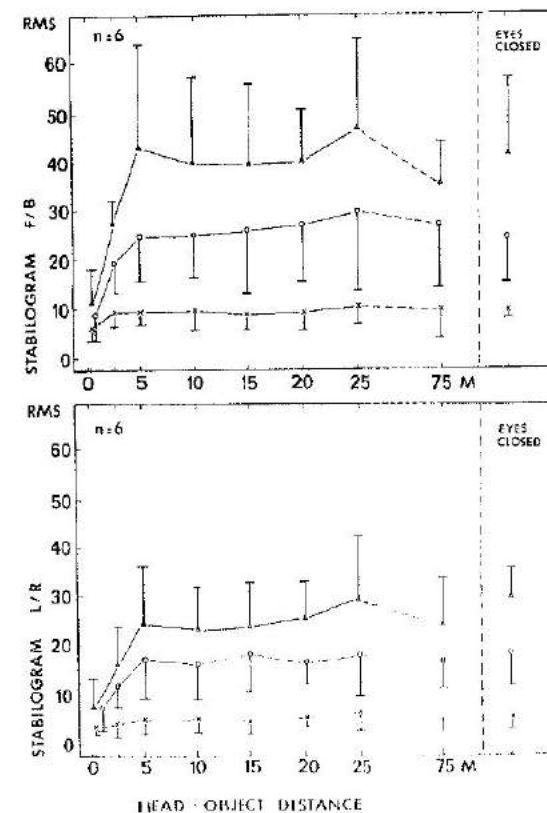 RMS
n=6
EYES CLOSED
60
50
40
30
20
10
0
STABILOGRAM F/B
0 5 10 15 20 25 75 M
RMS
n=6
EYES CLOSED
60
50
40
30
20
10
0
STABILOGRAM L/R
0 5 10 15 20 25 75 M
HEAD - OBJECT DISTANCE